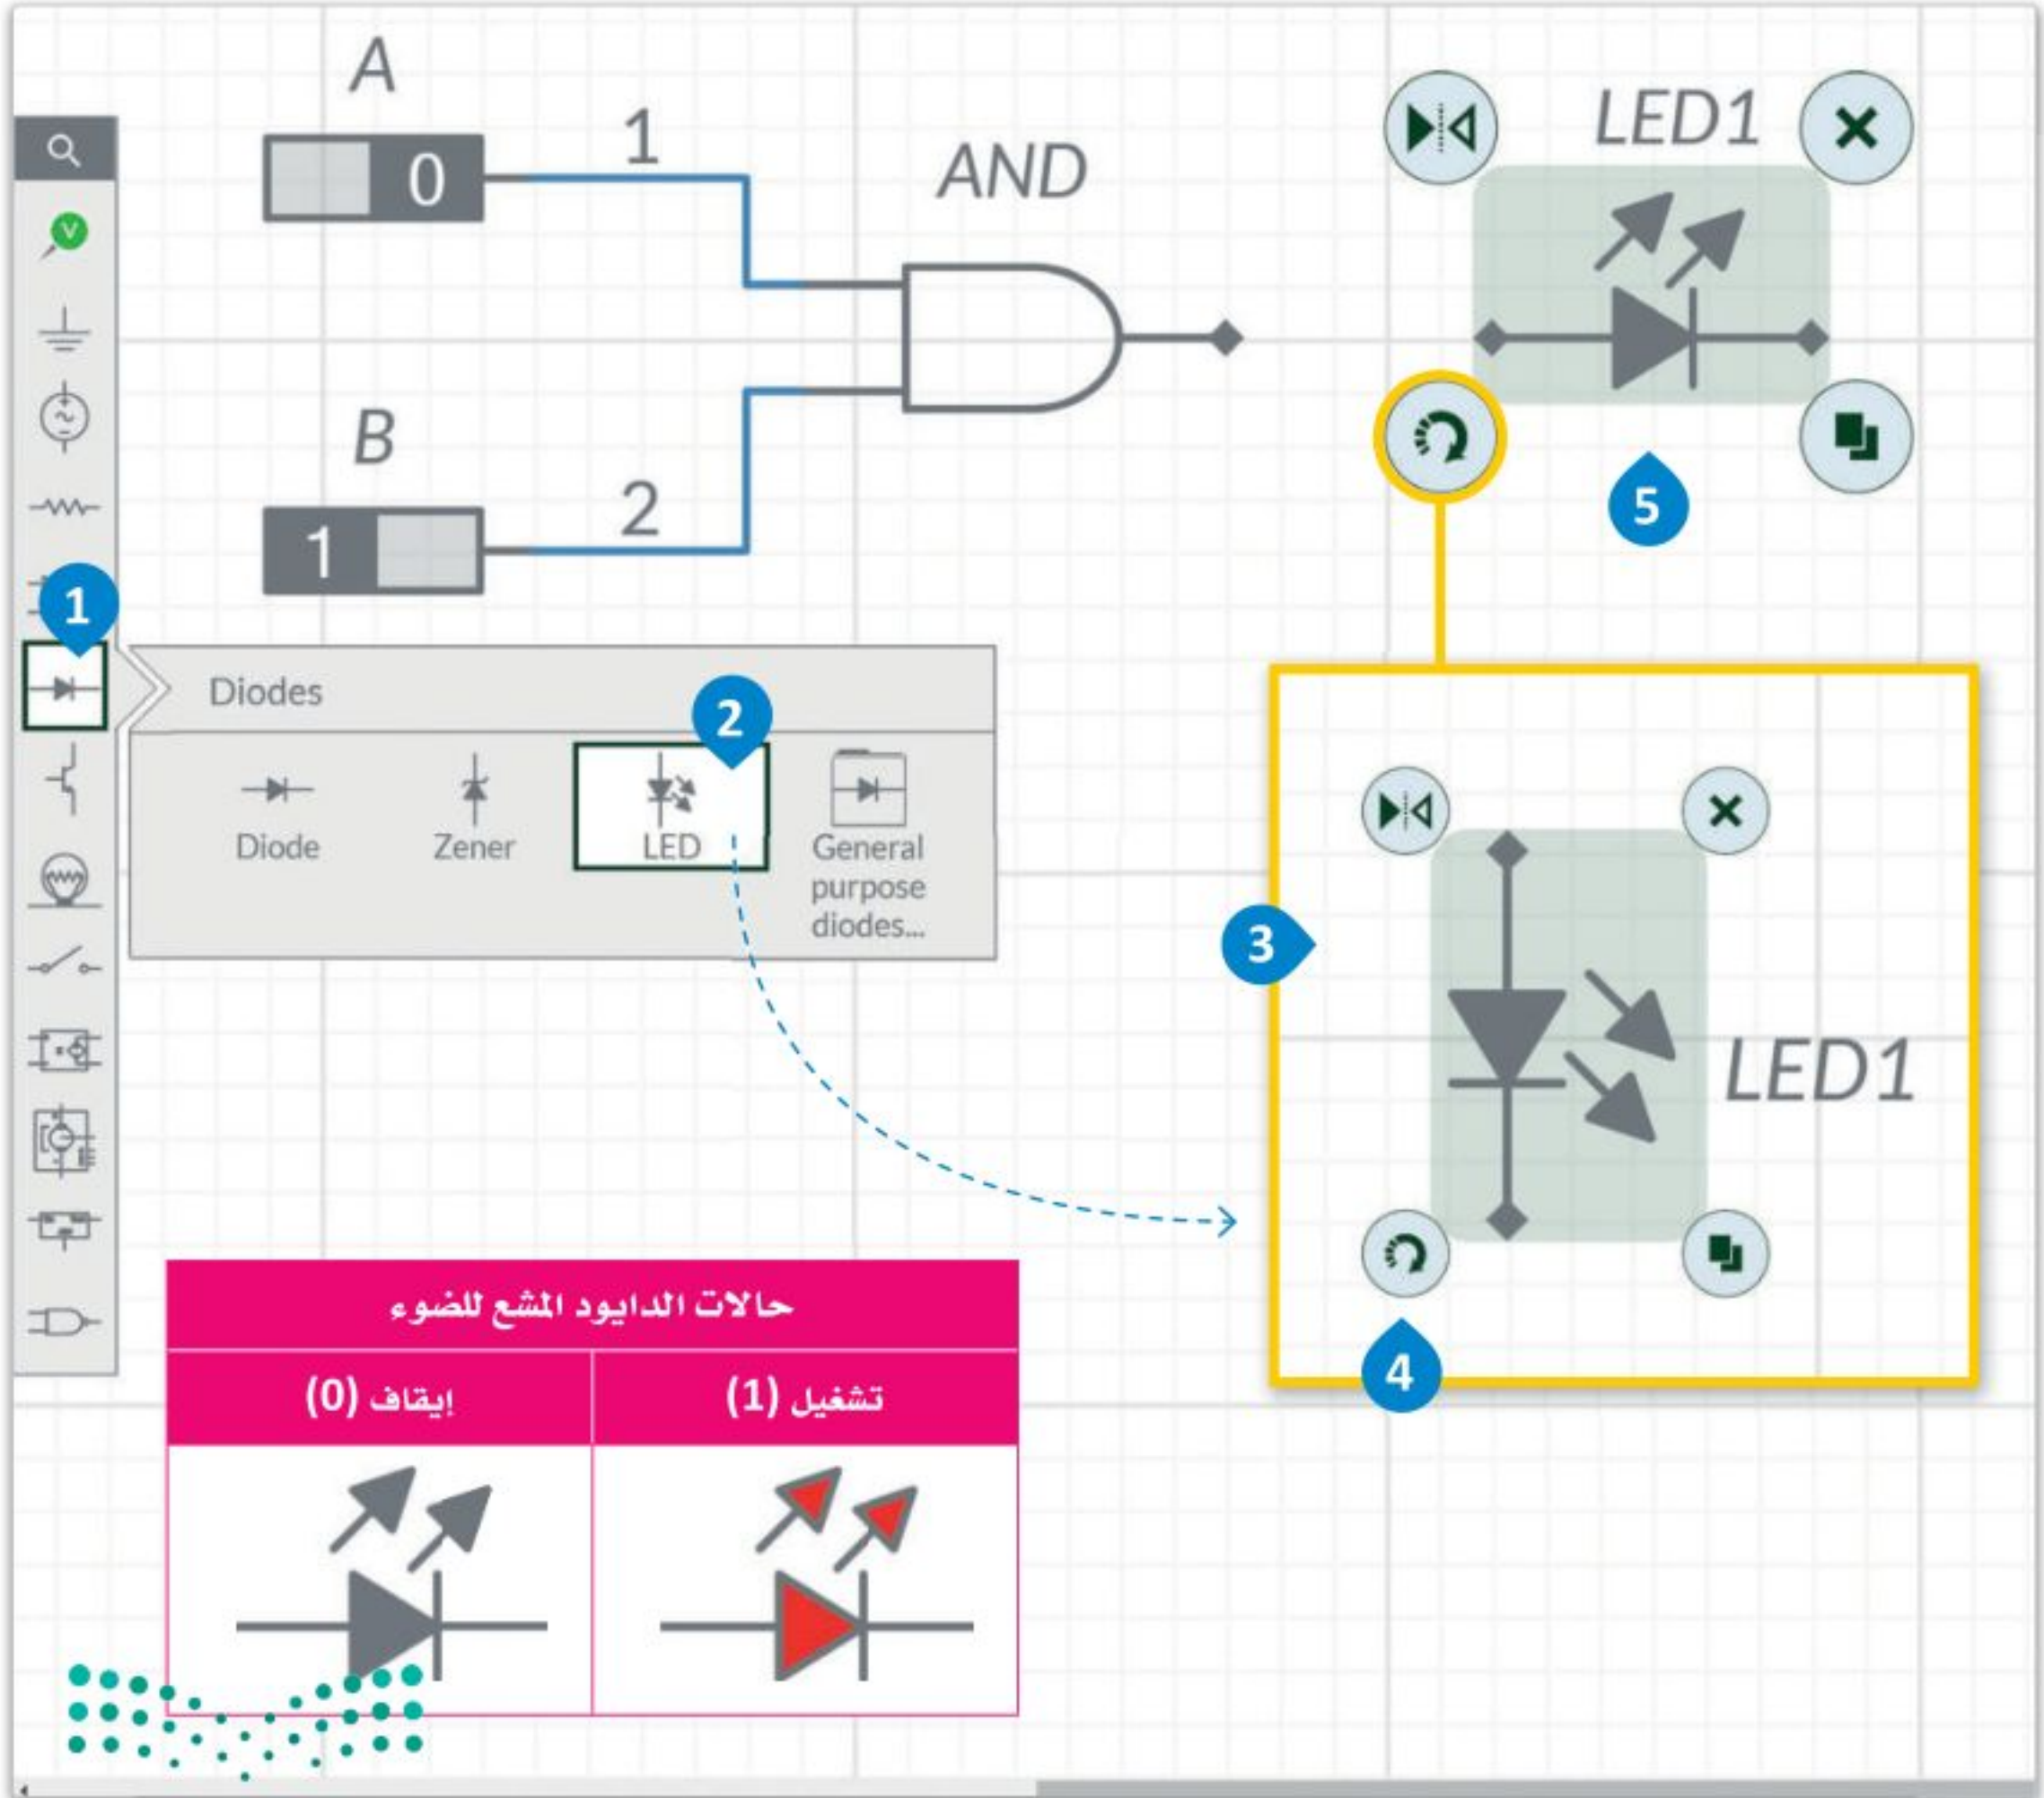 A
0
1
AND
LED1
V
B
1
2
5
1
Diodes
2
Diode
Zener
LED
General
purpose
diodes...
3
LED1
4
حالات الدايود المشع للضوء
تشغيل (1)
إيقاف (0)